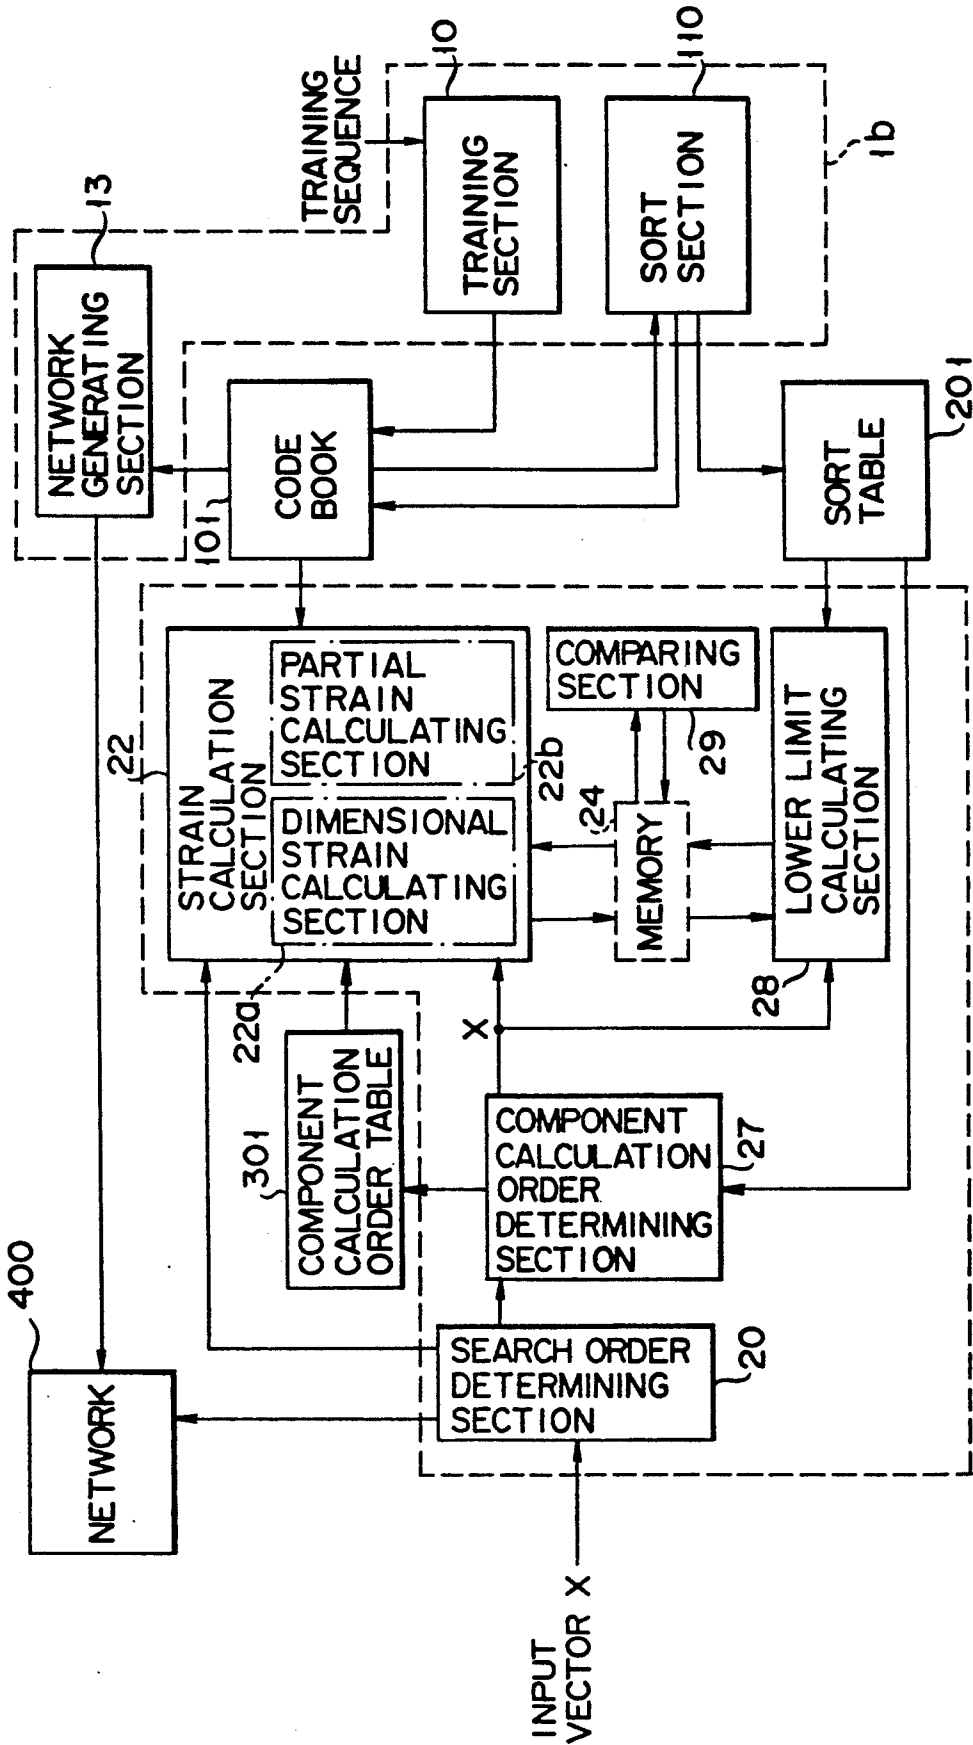 400
NETWORK
INPUT
VECTOR X
SEARCH ORDER
DETERMINING
SECTION
20
301
COMPONENT
CALCULATION
ORDER TABLE
COMPONENT
CALCULATION
ORDER
DETERMINING
SECTION
27
X
22
STRAIN
CALCULATION
SECTION
22a
DIMENSIONAL
STRAIN
CALCULATING
SECTION
PARTIAL
STRAIN
CALCULATING
SECTION
22b
24
MEMORY
COMPARING
SECTION
29
28
LOWER LIMIT
CALCULATING
SECTION
13
NETWORK
GENERATING
SECTION
101
CODE
BOOK
SORT
TABLE
201
TRAINING
SEQUENCE
10
TRAINING
SECTION
110
SORT
SECTION
1b